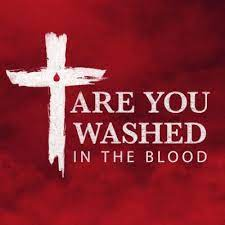 ARE YOU
WASHED
IN THE BLOOD